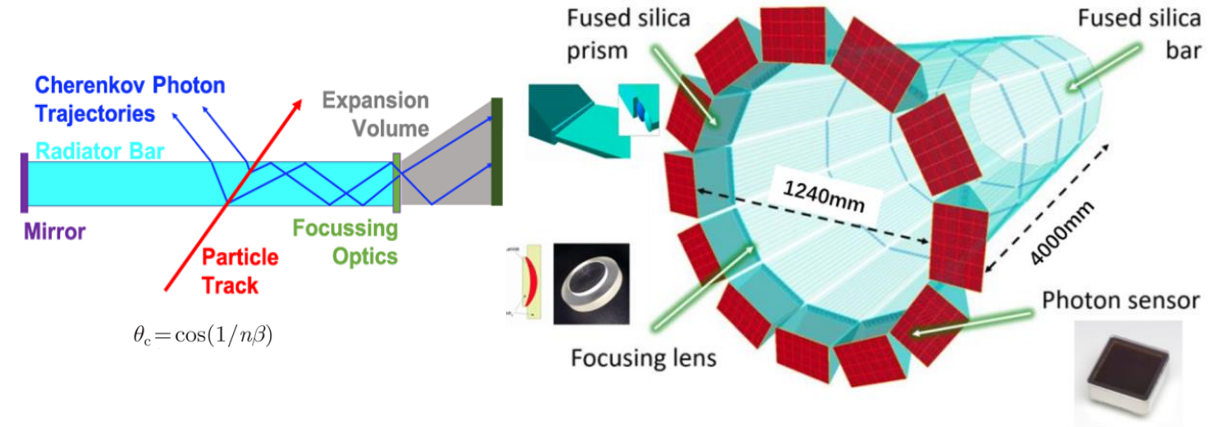 Cherenkov Photon
Trajectories
Radiator Bar
Expansion
Volume
Mirror
Focussing
Optics
Particle
Track
θc=cos(1/nβ)
Fused silica
prism
Fused silica
bar
1240mm
4000mm
Focusing lens
Photon sensor